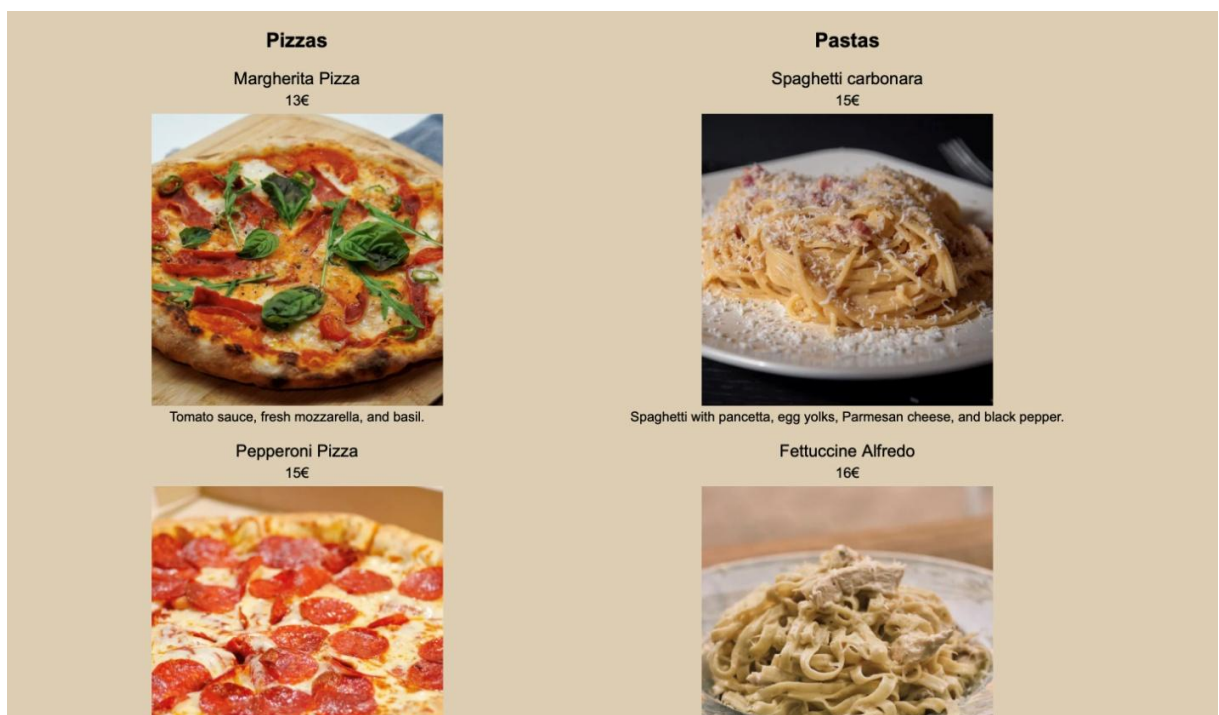 Pizzas
Margherita Pizza
13€
Tomato sauce, fresh mozzarella, and basil.
Pepperoni Pizza
15€
Pastas
Spaghetti carbonara
15€
Spaghetti with pancetta, egg yolks, Parmesan cheese, and black pepper.
Fettuccine Alfredo
16€